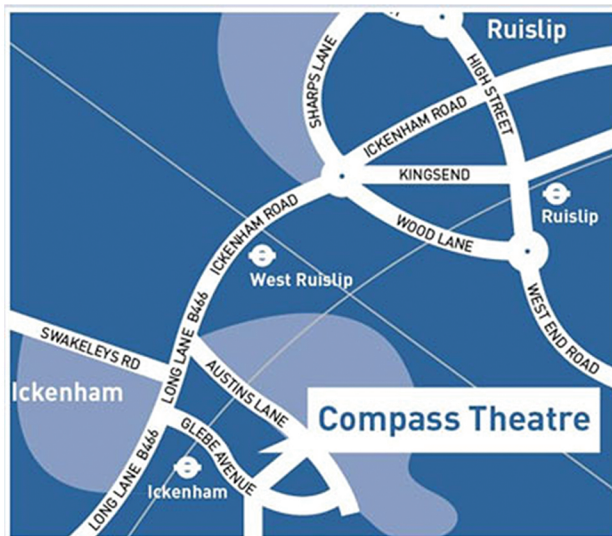 Ruislip
SHARPS LANE
HIGH STREET
ICKENHAM ROAD
KINGSEND
Ruislip
WOOD LANE
ICKENHAM ROAD
West Ruislip
WEST END ROAD
LONG LANE B466
SWAKELEYS RD
AUSTINS LANE
Ickenham
Compass Theatre
GLEBE AVENUE
LONG LANE B466
Ickenham